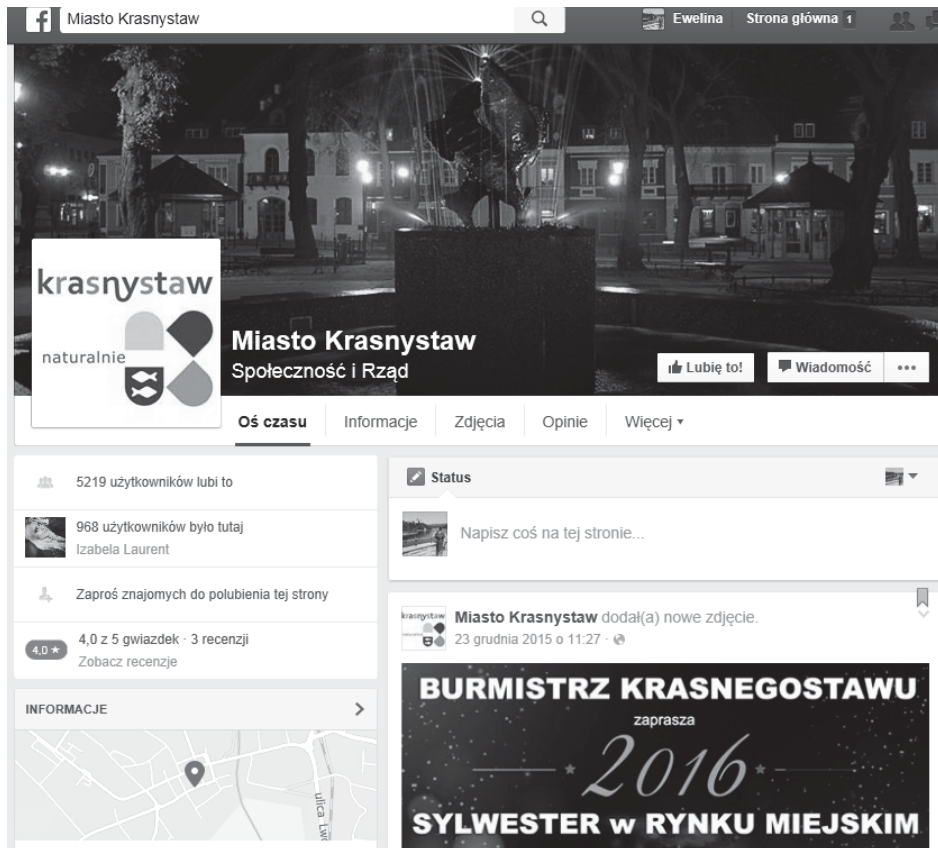 Miasto Krasnystaw
Ewelina
Strona główna 1
krasnystaw
naturalnie
Miasto Krasnystaw
Społeczność i Rząd
Lubię to!
Wiadomość
Oś czasu
Informacje
Zdjęcia
Opinie
Więcej
5219 użytkowników lubi to
968 użytkowników było tutaj
Izabela Laurent
Zaproś znajomych do polubienia tej strony
4,0 ★
4,0 z 5 gwiazdek · 3 recenzji
Zobacz recenzje
INFORMACJE
ulica
Status
Napisz coś na tej stronie...
krasnystaw
Miasto Krasnystaw dodał(a) nowe zdjęcie.
23 grudnia 2015 o 11:27 ·
BURMISTRZ KRASNEGOSTAWU
zaprasza
2016
SYLWESTER w RYNKU MIEJSKIM